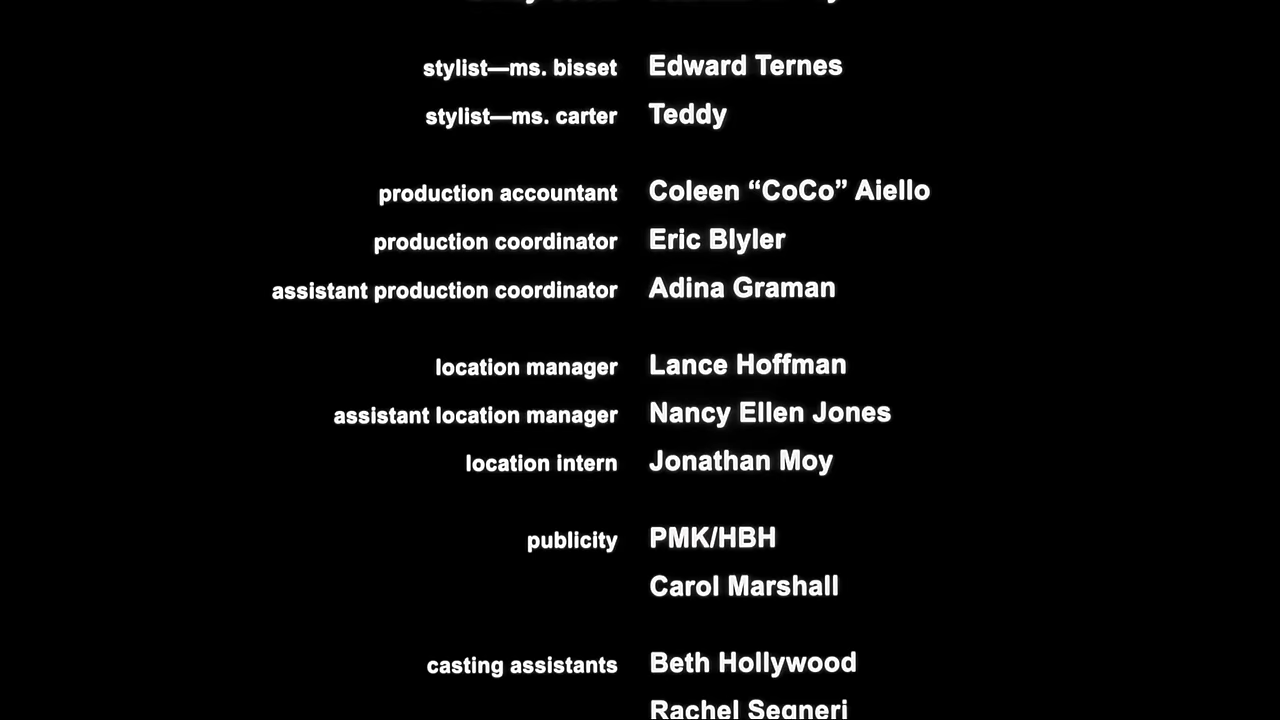 stylist—ms. bisset Edward Ternes
stylist—ms. carter Teddy
production accountant Coleen “CoCo” Aiello
production coordinator Eric Blyler
assistant production coordinator Adina Graman
location manager Lance Hoffman
assistant location manager Nancy Ellen Jones
location intern Jonathan Moy
publicity PMK/HBH
Carol Marshall
casting assistants Beth Hollywood
Rachel Segneri